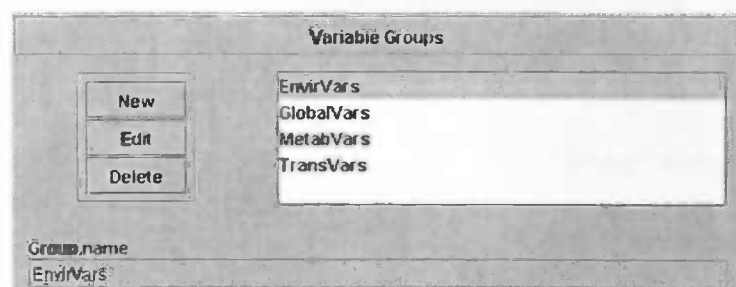 Variable Groups
New
Edit
Delete
EnvirVars
GlobalVars
MetabVars
TransVars
Group name
EnvirVars